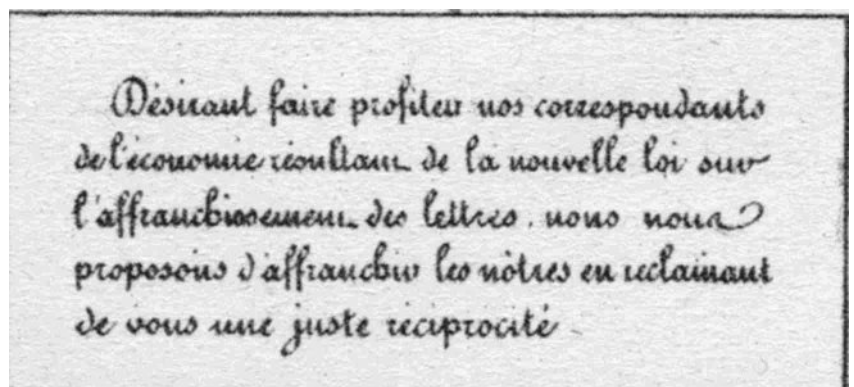 Désirant faire profiter nos correspondants
de l'économie résultant de la nouvelle loi sur
l'affranchissement des lettres, nous nous
proposons d'affranchir les nôtres en réclamant
de vous une juste réciprocité